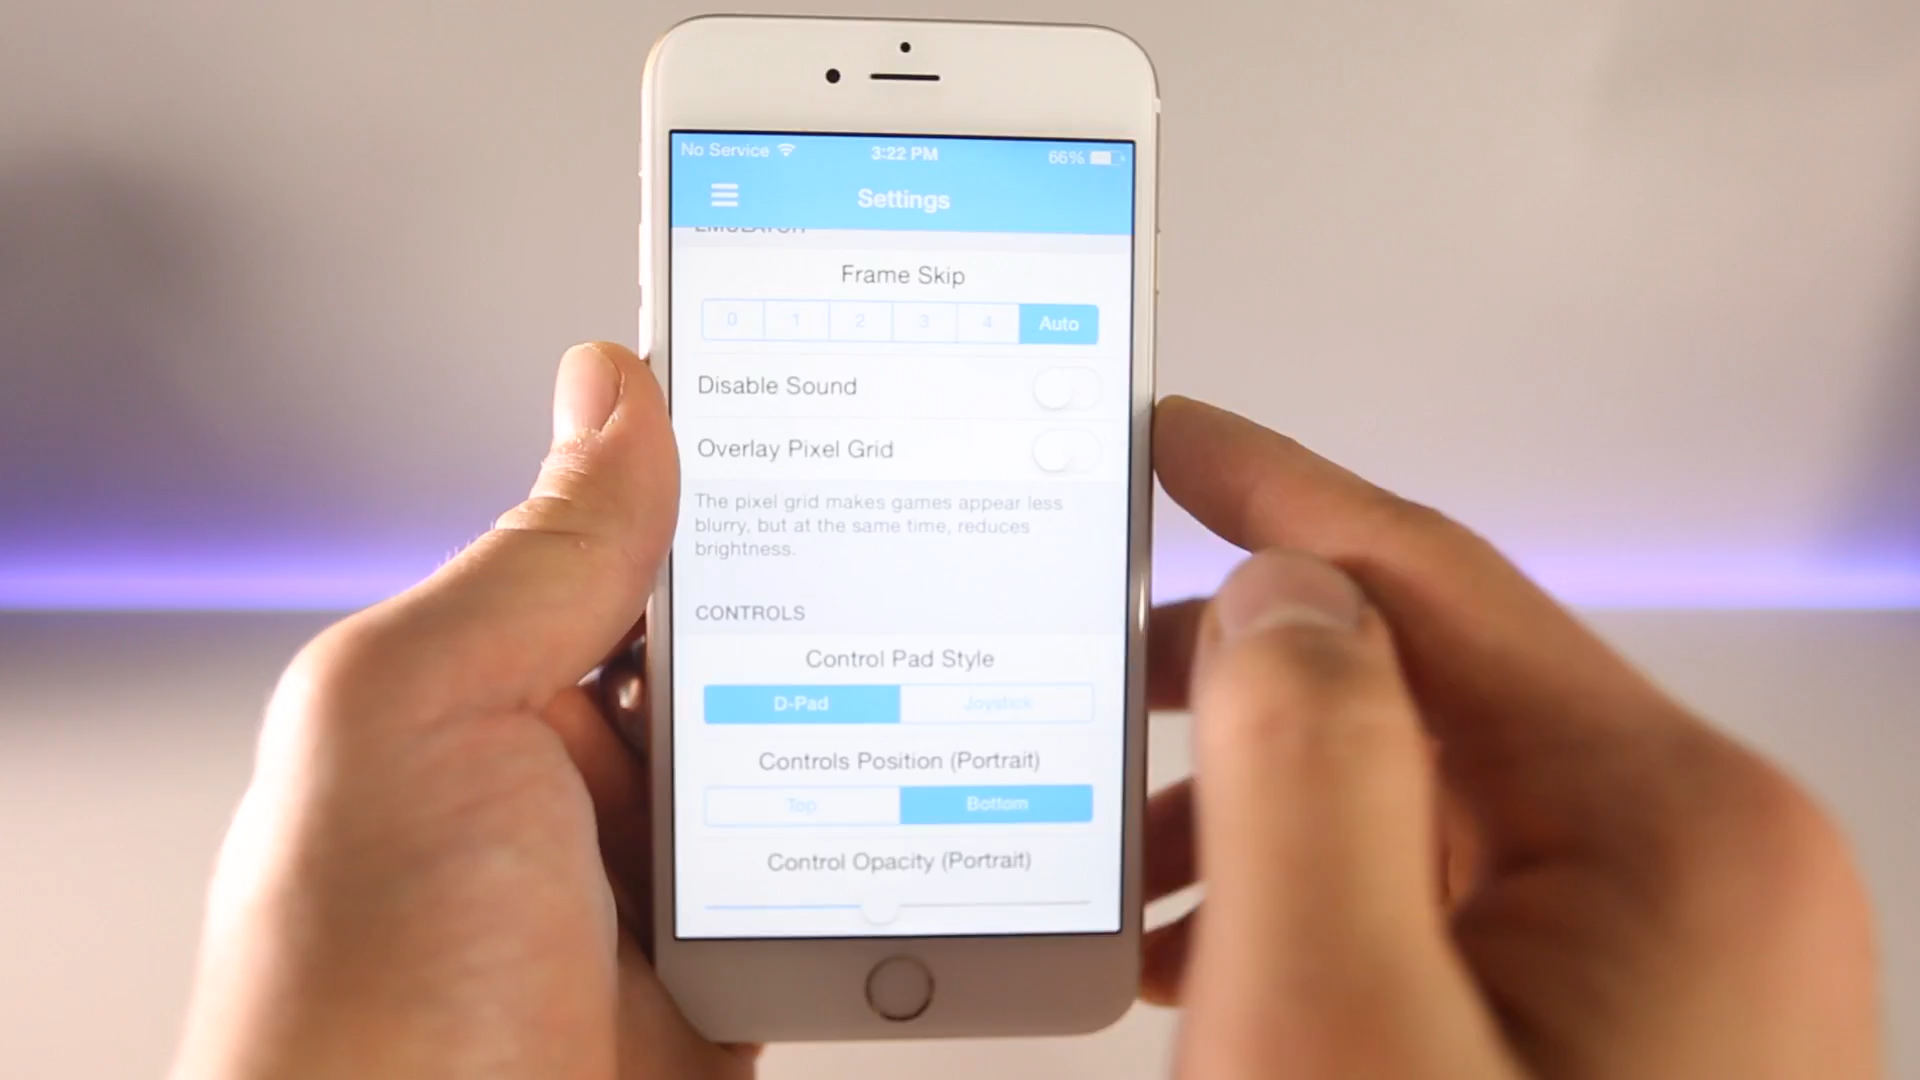 No Service
3:22 PM
66%
Settings
EMULATOR
Frame Skip
0 1 2 3 4 Auto
Disable Sound
Overlay Pixel Grid
The pixel grid makes games appear less
blurry, but at the same time, reduces
brightness.
CONTROLS
Control Pad Style
D-Pad Joystick
Controls Position (Portrait)
Top Bottom
Control Opacity (Portrait)